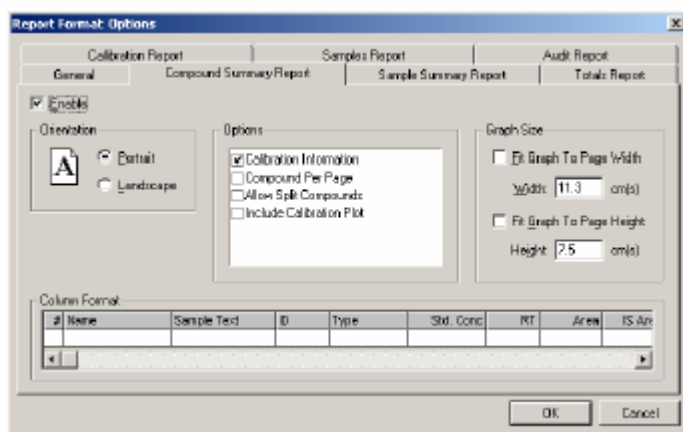 Report Format Options
Calibration Report Samples Report Audit Report
General Compound Summary Report Sample Summary Report Totals Report
Enable
Orientation
A
Portrait
Landscape
Options
Calibration Information
Compound Per Page
Allow Split Compounds
Include Calibration Plot
Graph Size
Fit Graph To Page Width
Width: 11.3 cm(s)
Fit Graph To Page Height
Height: 7.5 cm(s)
Column Format
# Name Sample Text ID Type Std. Conc RT Area IS Are
OK Cancel